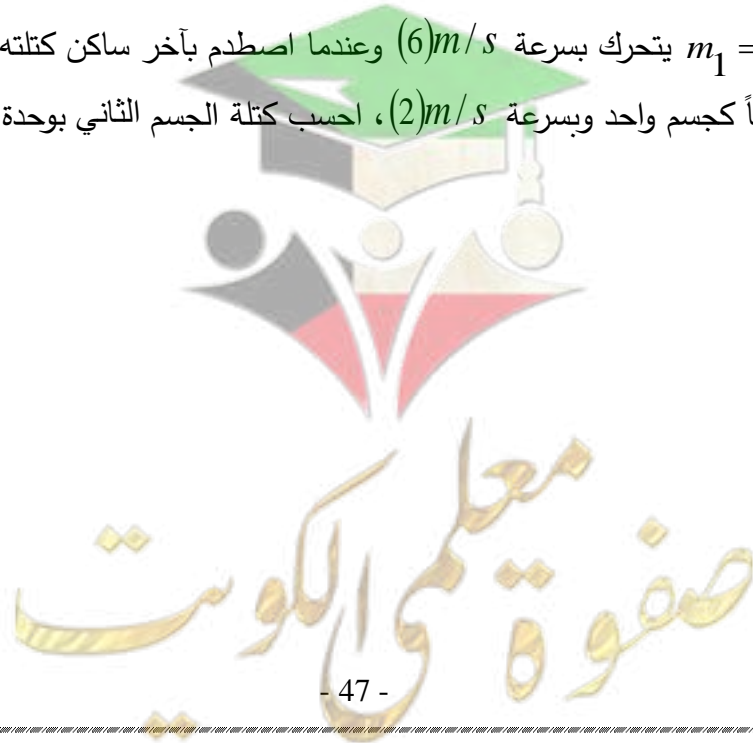 = m₁ يتحرك بسرعة (6)m/s وعندما اصطدم بآخر ساكن كتلته
اً كجسم واحد وبسرعة (2)m/s، احسب كتلة الجسم الثاني بوحدة
صفوة معلمى الكويت
- 47 -